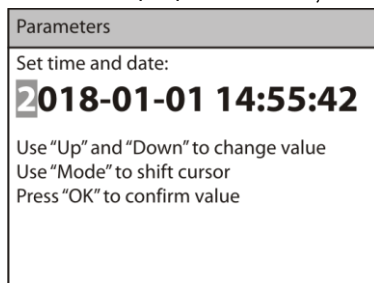 Parameters
Set time and date:
2018-01-01 14:55:42
Use "Up" and "Down" to change value
Use "Mode" to shift cursor
Press "OK" to confirm value